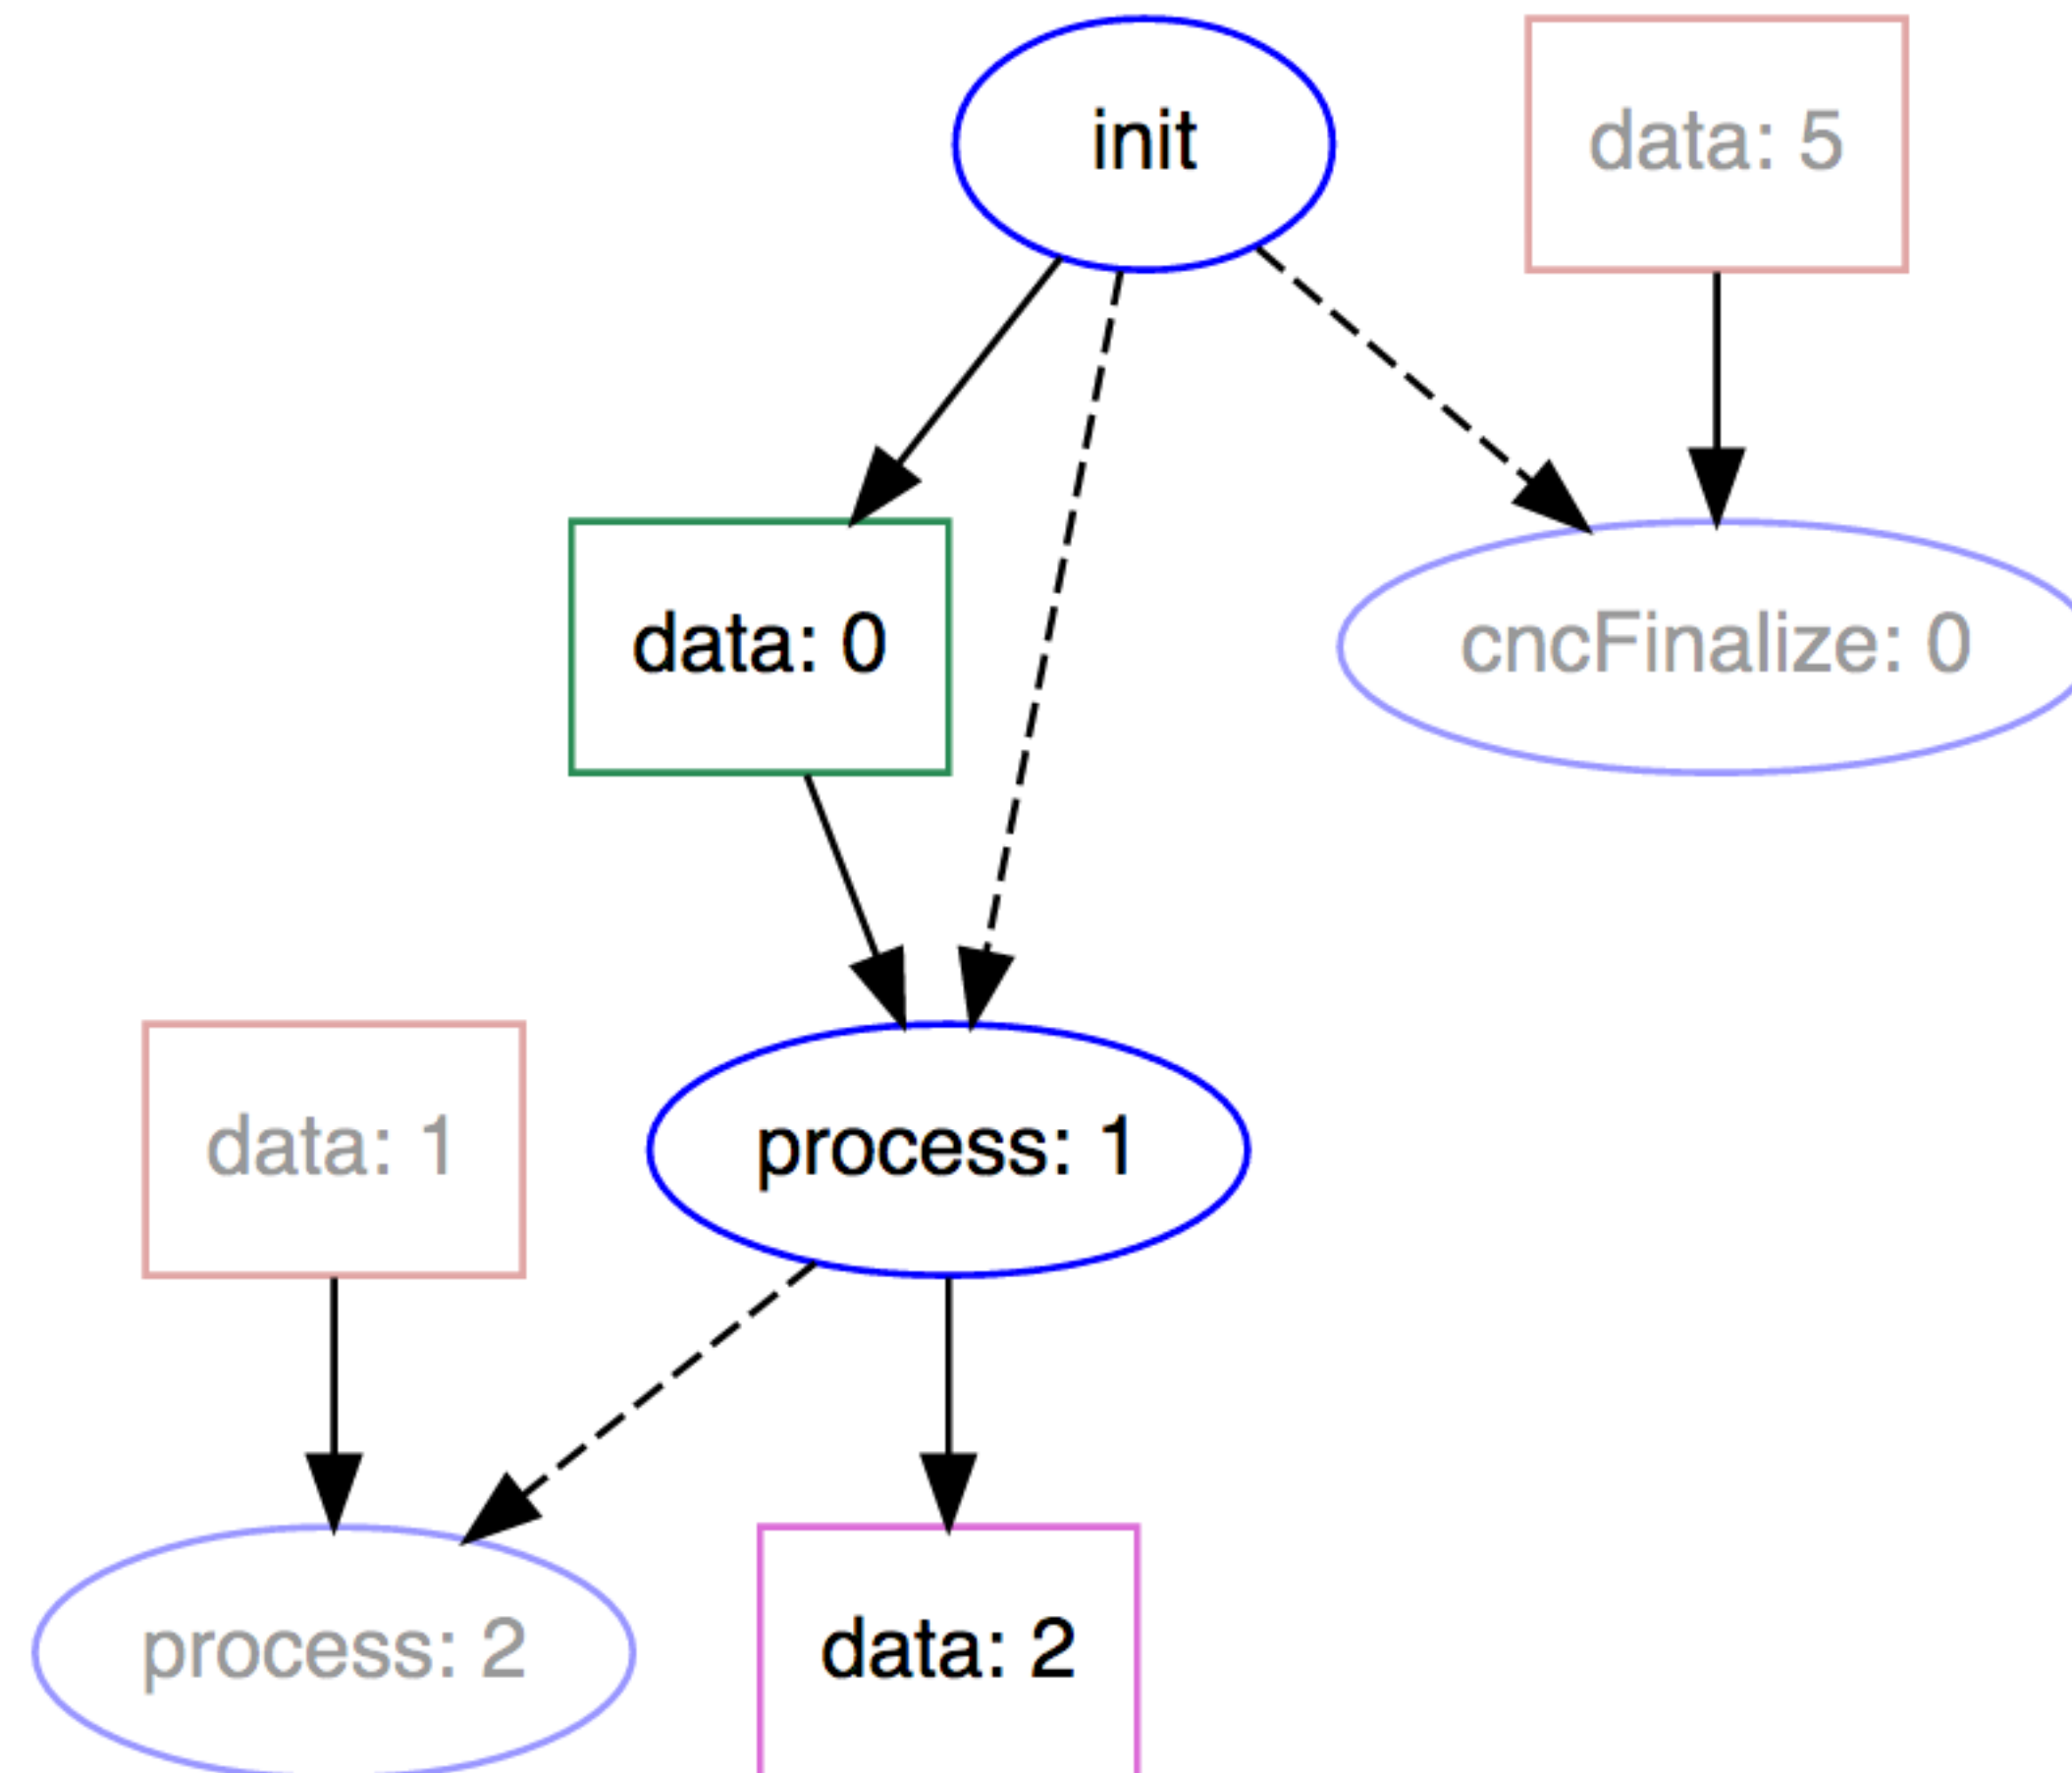 init
data: 5
data: 0
cncFinalize: 0
data: 1
process: 1
process: 2
data: 2